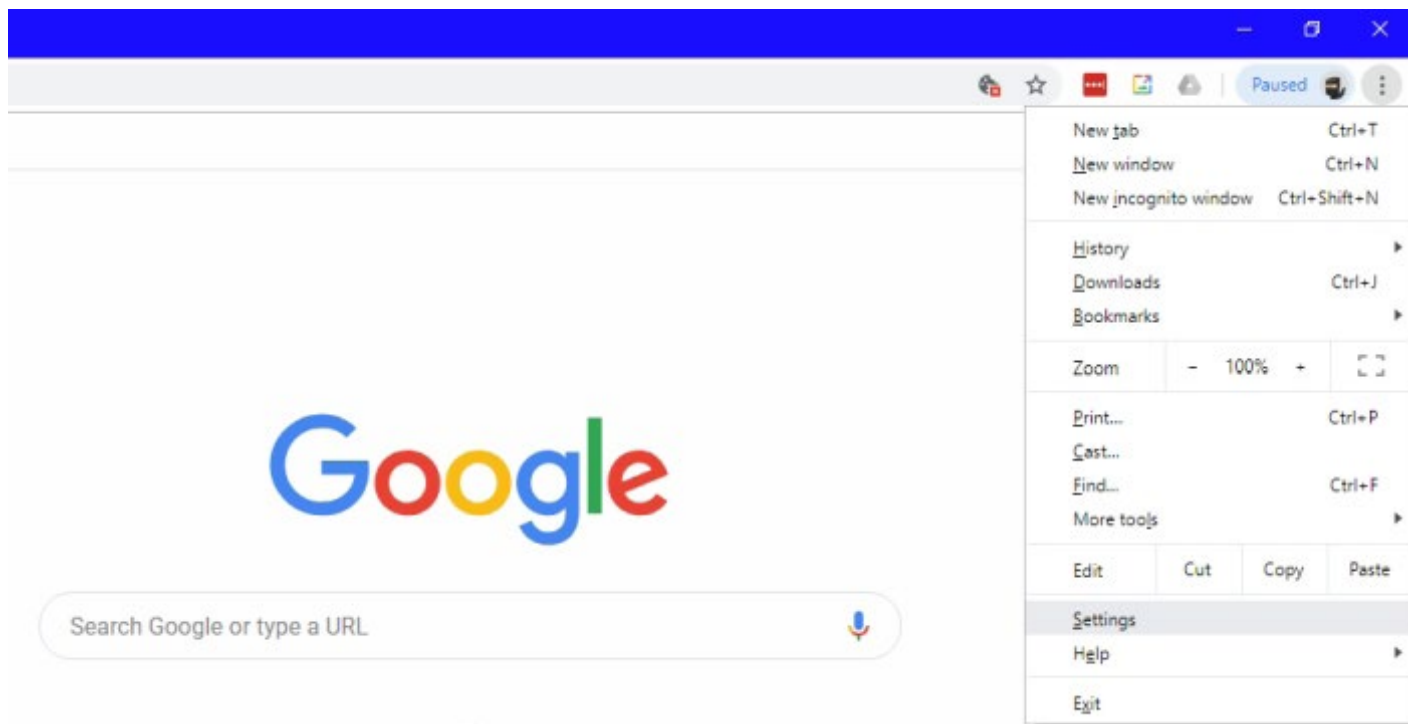 Paused
New tab Ctrl+T
New window Ctrl+N
New incognito window Ctrl+Shift+N
History
Downloads Ctrl+J
Bookmarks
Zoom - 100% +
Print... Ctrl+P
Cast...
Find... Ctrl+F
More tools
Edit Cut Copy Paste
Settings
Help
Exit
Google
Search Google or type a URL